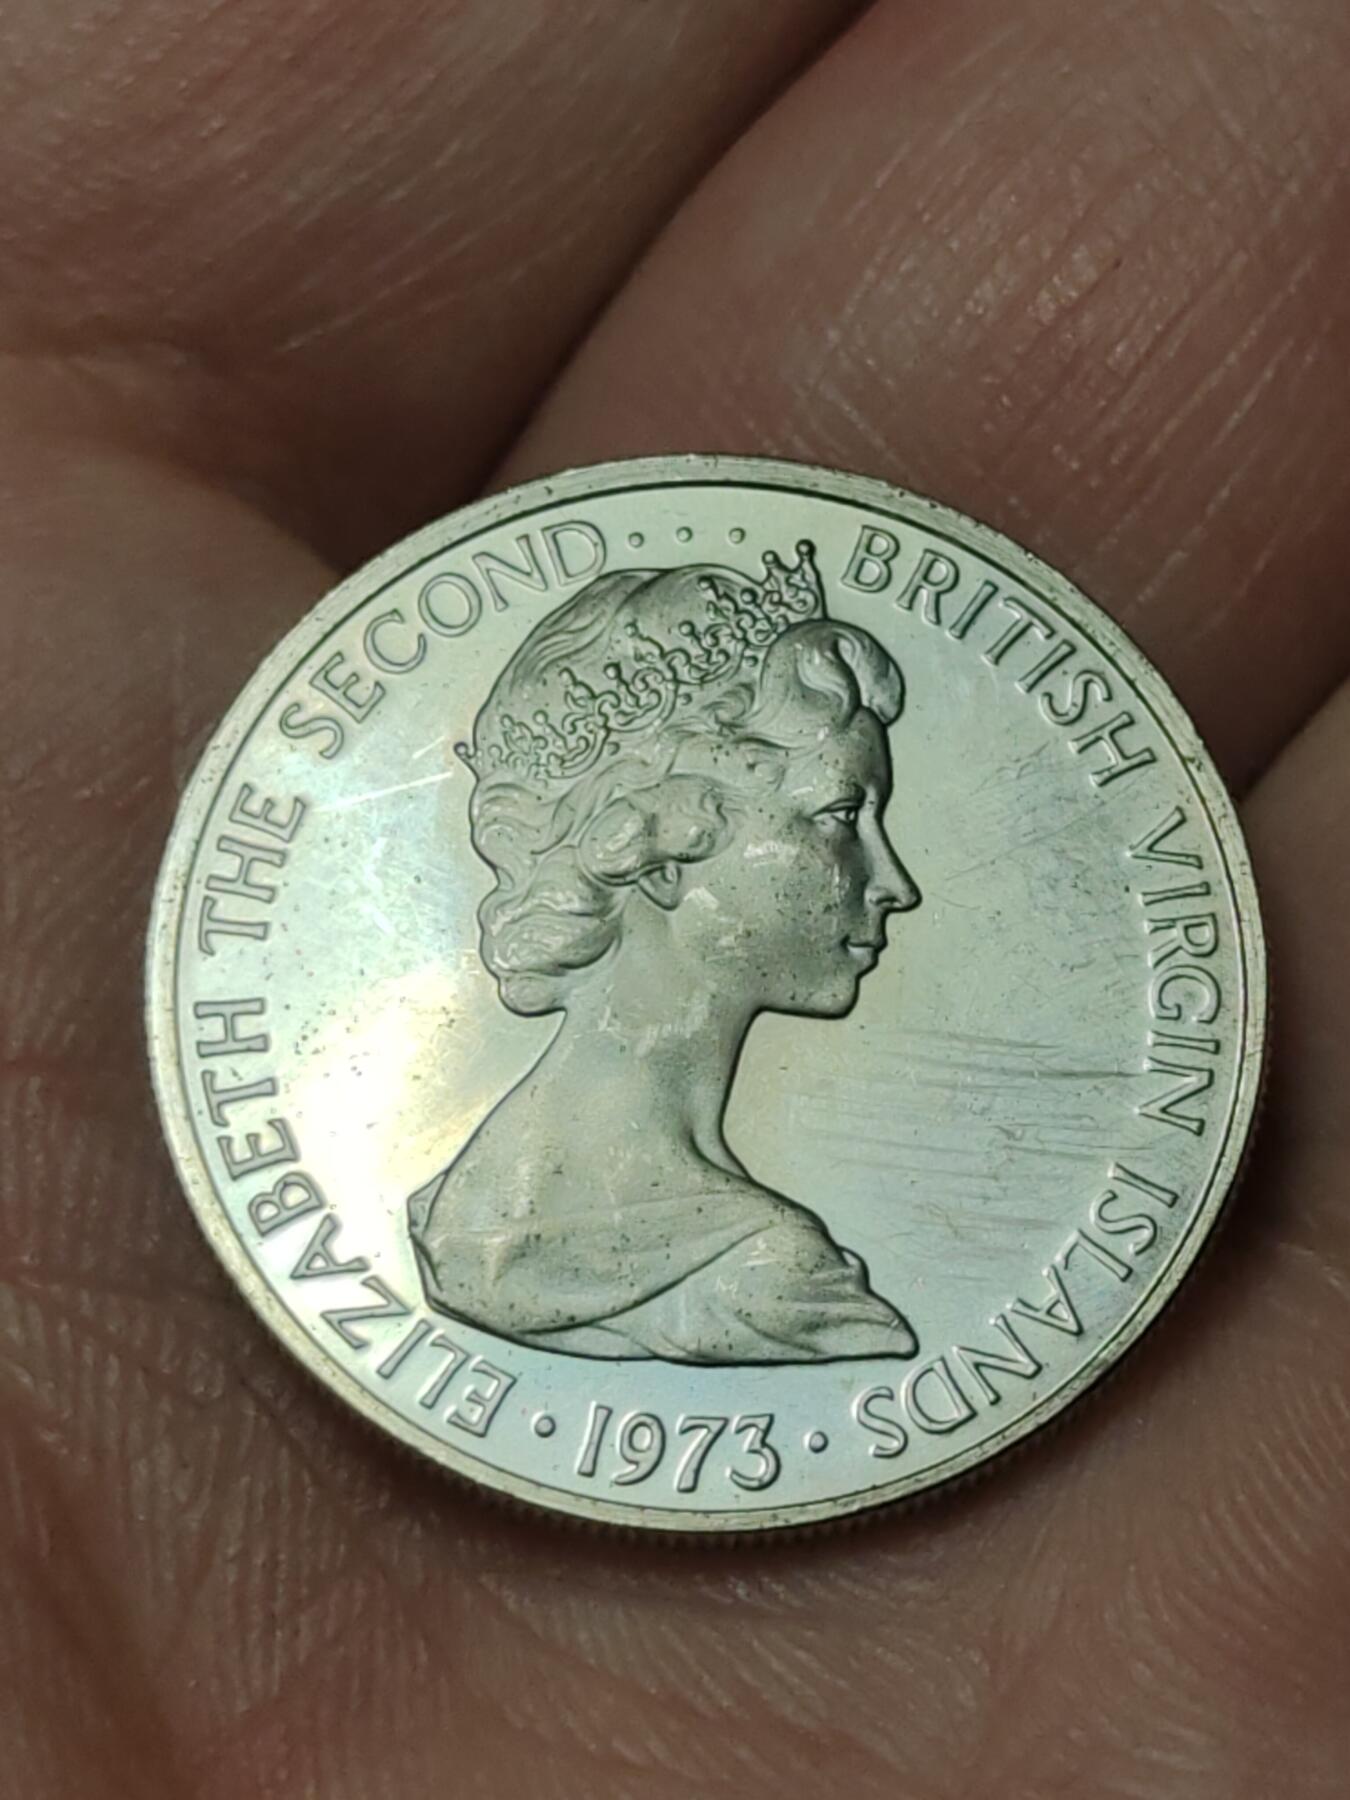 ELIZABETH THE SECOND . . . BRITISH VIRGIN ISLANDS
· 1973 ·